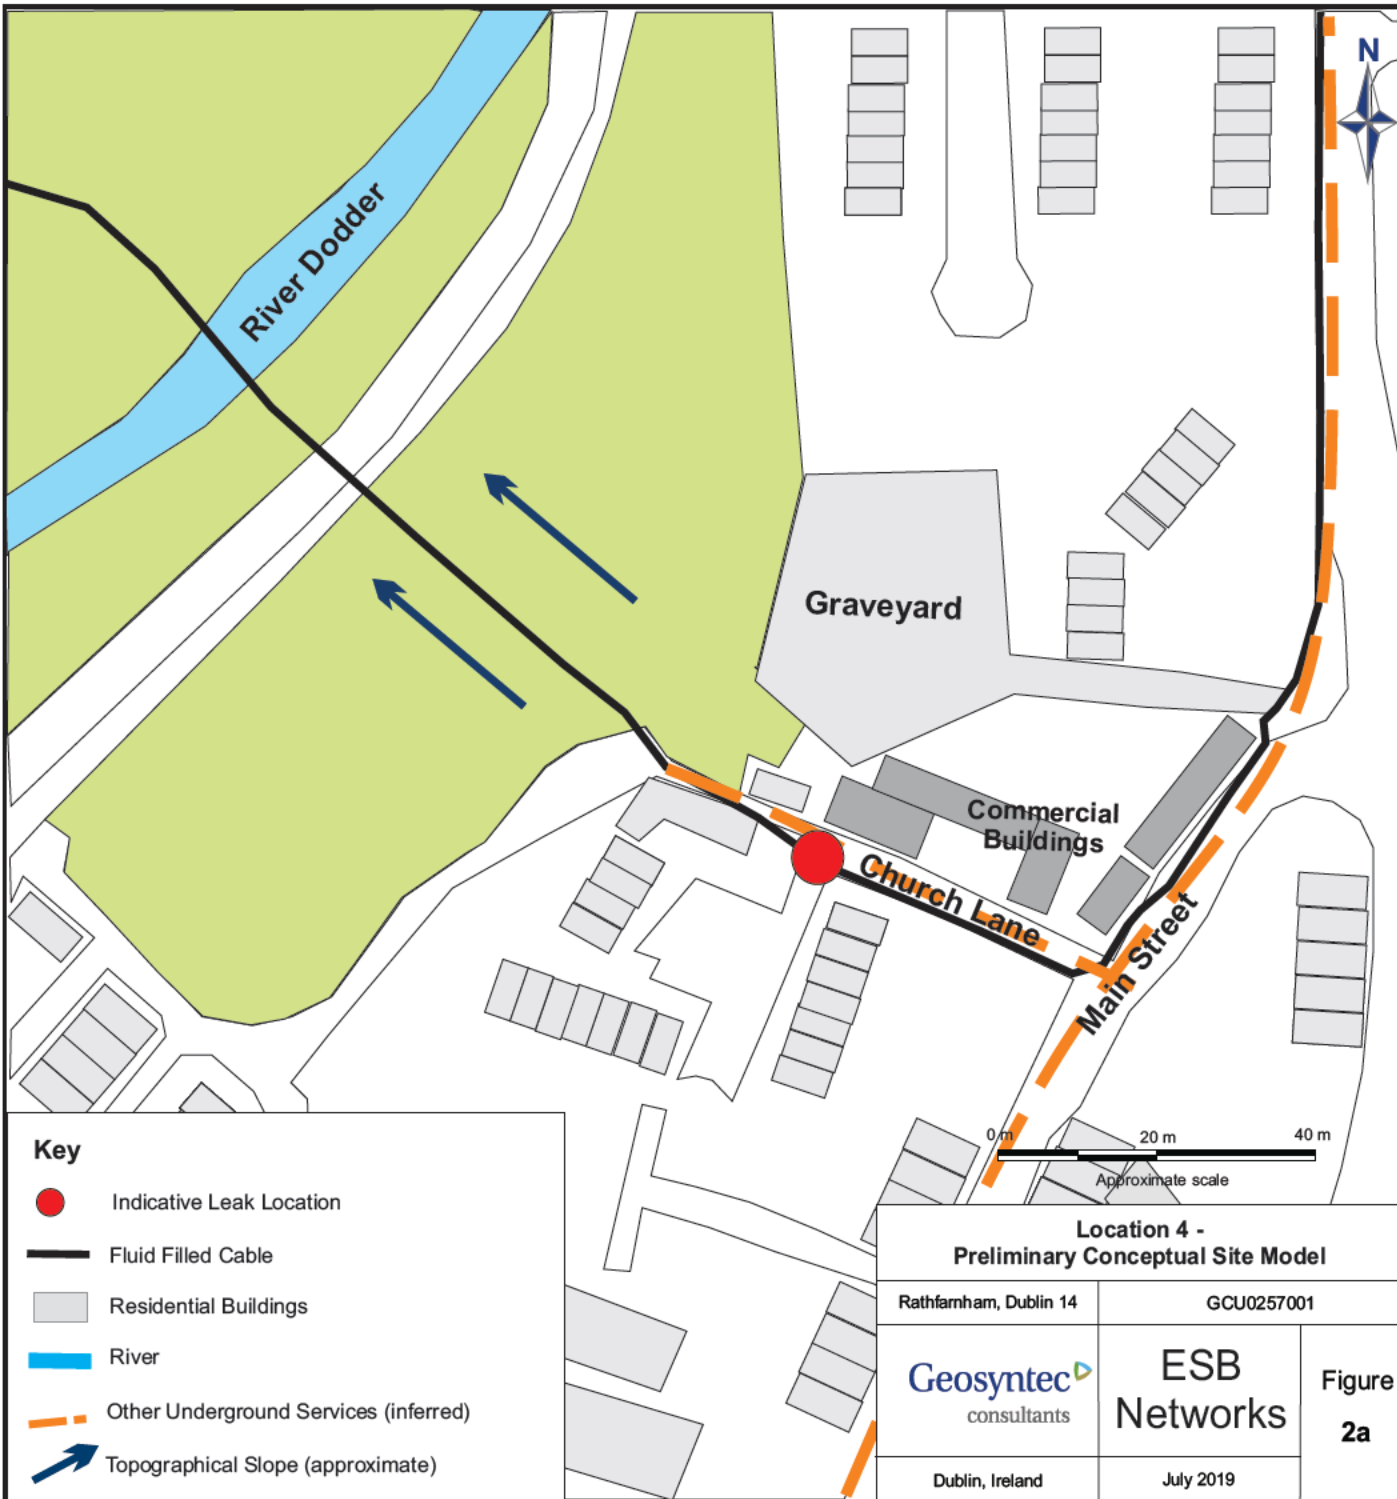 N
River Dodder
Graveyard
Commercial
Buildings
Church Lane
Main Street
0 m
20 m
40 m
Approximate scale
Key
Indicative Leak Location
Fluid Filled Cable
Residential Buildings
River
Other Underground Services (inferred)
Topographical Slope (approximate)
Location 4 -
Preliminary Conceptual Site Model
Rathfarnham, Dublin 14
GCU0257001
Geosyntec
consultants
ESB
Networks
Figure
2a
Dublin, Ireland
July 2019